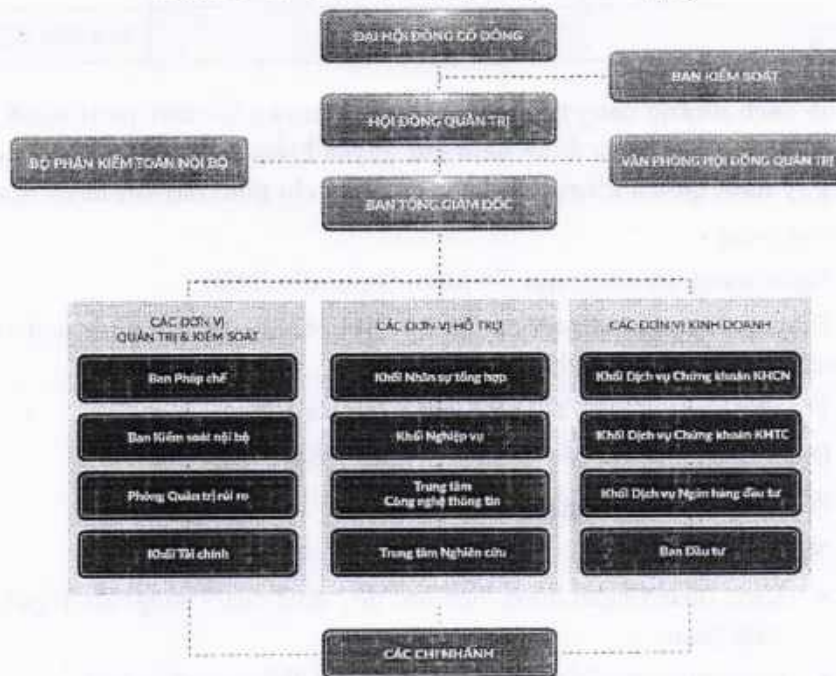 ĐẠI HỘI ĐỒNG CỔ ĐÔNG
BAN KIỂM SOÁT
HỘI ĐỒNG QUẢN TRỊ
BỘ PHẬN KIỂM TOÁN NỘI BỘ
VĂN PHÒNG HỘI ĐỒNG QUẢN TRỊ
BAN TỔNG GIÁM ĐỐC
CÁC ĐƠN VỊ
QUẢN TRỊ & KIỂM SOÁT
Ban Pháp chế
Ban Kiểm soát nội bộ
Phòng Quản trị rủi ro
Khối Tài chính
CÁC ĐƠN VỊ HỖ TRỢ
Khối Nhân sự tổng hợp
Khối Nghiệp vụ
Trung tâm
Công nghệ thông tin
Trung tâm Nghiên cứu
CÁC ĐƠN VỊ KINH DOANH
Khối Dịch vụ Chứng khoán KHCN
Khối Dịch vụ Chứng khoán KHTC
Khối Dịch vụ Ngân hàng đầu tư
Ban Đầu tư
CÁC CHI NHÁNH